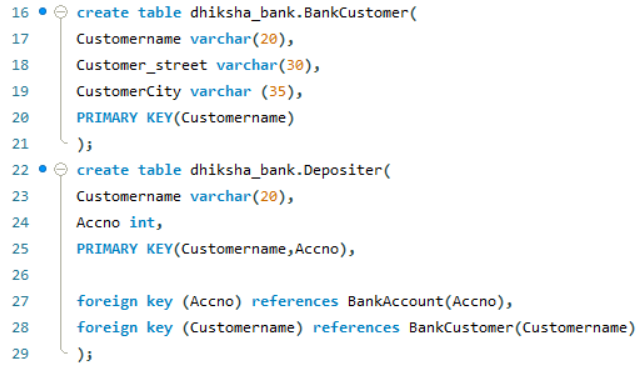 16 create table dhiksha_bank.BankCustomer(
17 Customername varchar(20),
18 Customer_street varchar(30),
19 CustomerCity varchar (35),
20 PRIMARY KEY(Customername)
21 );
22 create table dhiksha_bank.Depositer(
23 Customername varchar(20),
24 Accno int,
25 PRIMARY KEY(Customername,Accno),
26
27 foreign key (Accno) references BankAccount(Accno),
28 foreign key (Customername) references BankCustomer(Customername)
29 );